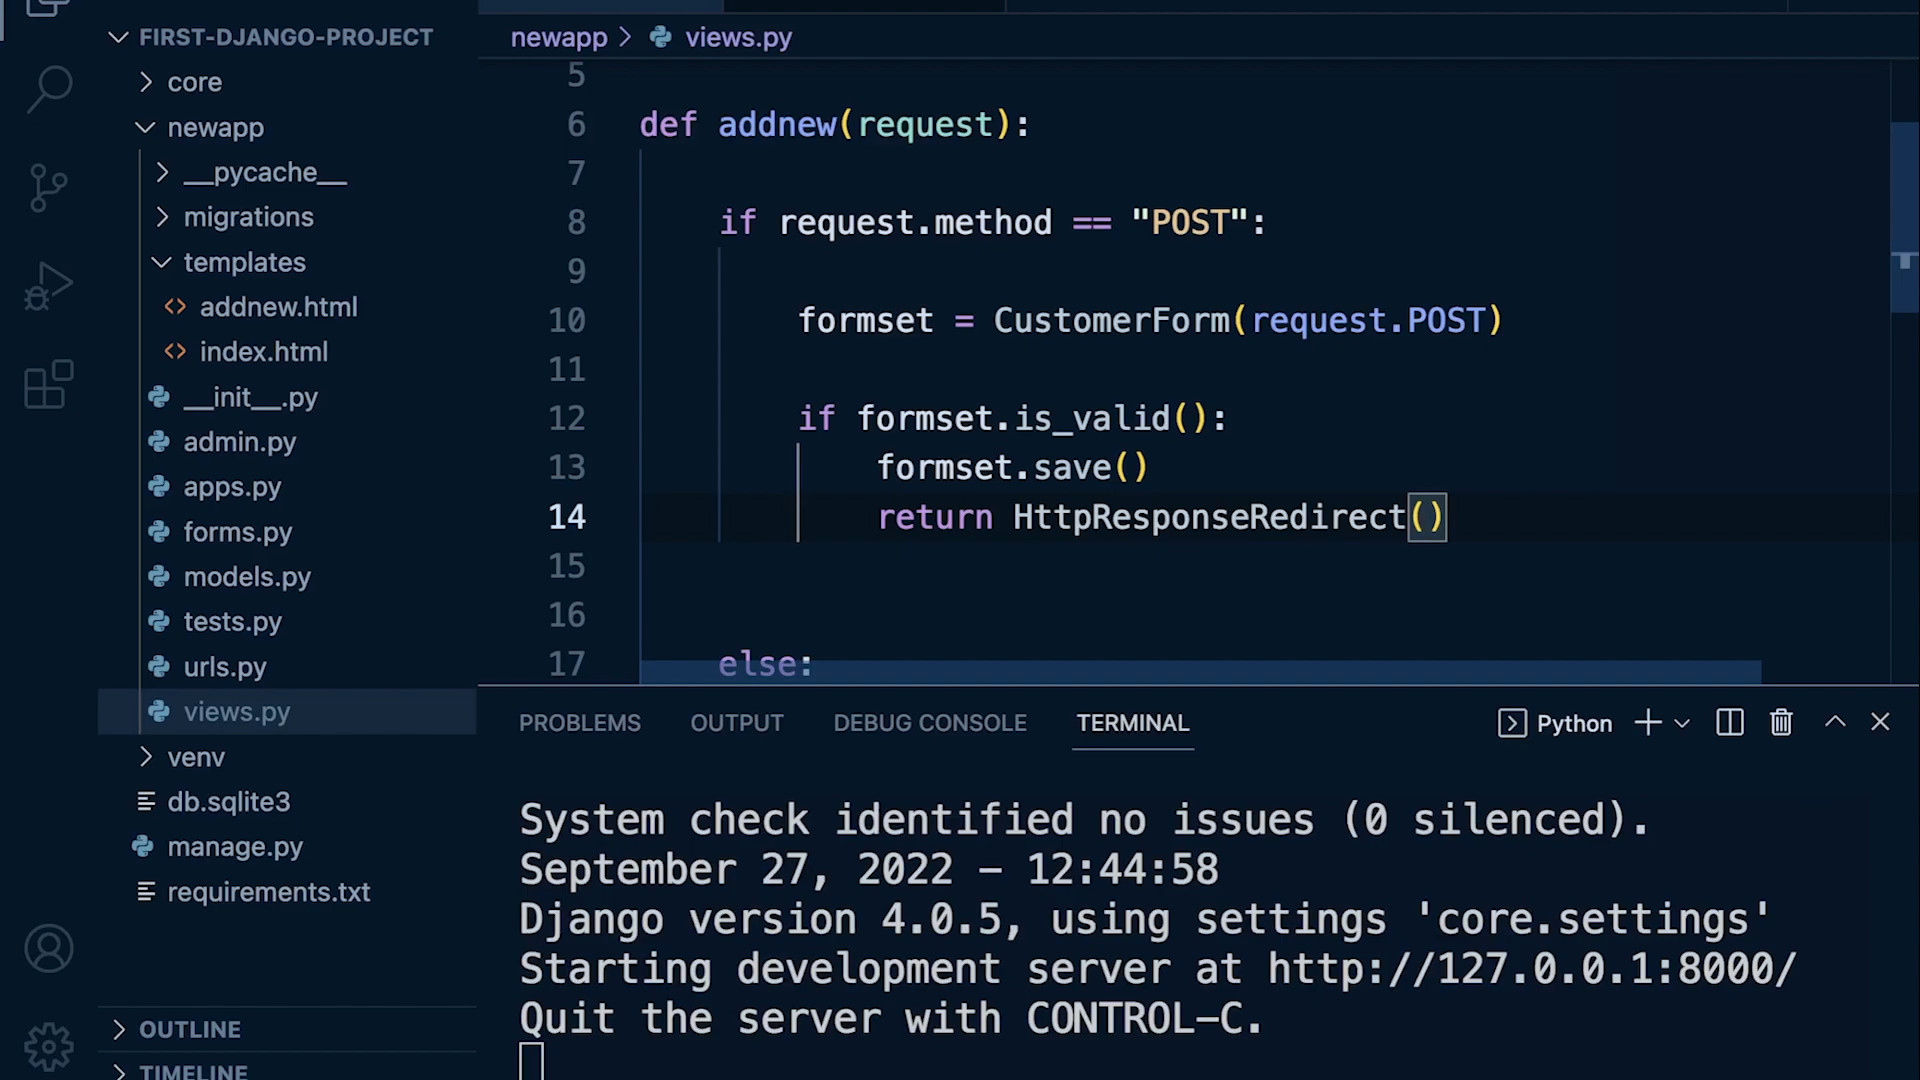 FIRST-DJANGO-PROJECT
core
newapp
__pycache__
migrations
templates
addnew.html
index.html
__init__.py
admin.py
apps.py
forms.py
models.py
tests.py
urls.py
views.py
venv
db.sqlite3
manage.py
requirements.txt
OUTLINE
TIMELINE
newapp > views.py
5
6 def addnew(request):
7
8 if request.method == "POST":
9
10 formset = CustomerForm(request.POST)
11
12 if formset.is_valid():
13 formset.save()
14 return HttpResponseRedirect()
15
16
17 else:
PROBLEMS OUTPUT DEBUG CONSOLE TERMINAL Python
System check identified no issues (0 silenced).
September 27, 2022 - 12:44:58
Django version 4.0.5, using settings 'core.settings'
Starting development server at http://127.0.0.1:8000/
Quit the server with CONTROL-C.